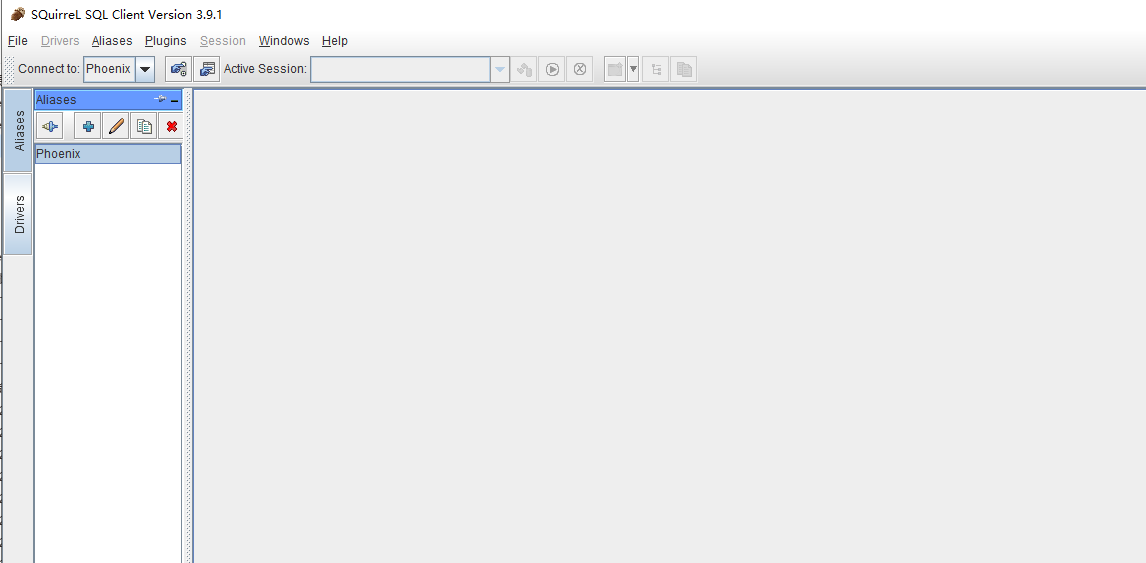 SQuirreL SQL Client Version 3.9.1
File Drivers Aliases Plugins Session Windows Help
Connect to: Phoenix Active Session:
Aliases
Aliases
Phoenix
Drivers